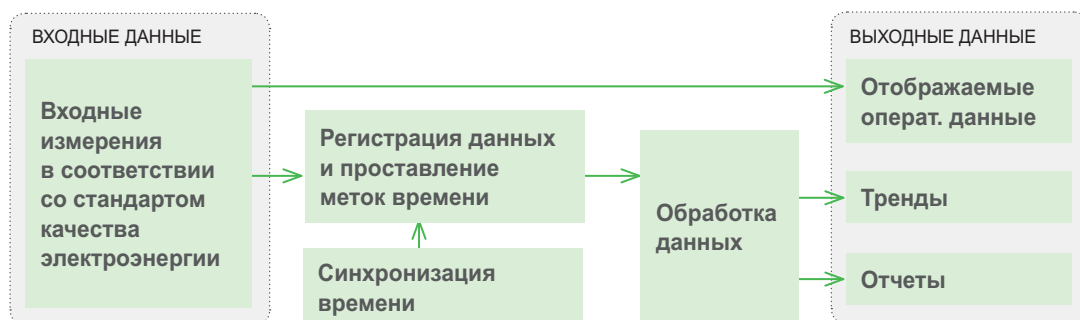 ВХОДНЫЕ ДАННЫЕ
Входные
измерения
в соответствии
со стандартом
качества
электроэнергии
Регистрация данных
и проставление
меток времени
Синхронизация
времени
Обработка
данных
ВЫХОДНЫЕ ДАННЫЕ
Отображаемые
операт. данные
Тренды
Отчеты